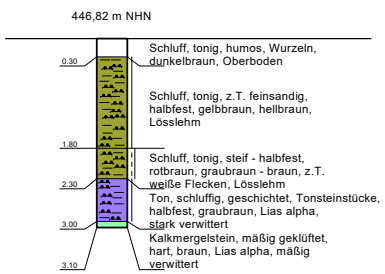 446,82 m NHN
Schluff, tonig, humos, Wurzeln,
0.30
dunkelbraun, Oberboden
Schluff, tonig, z.T. feinsandig,
halbfest, gelbbraun, hellbraun,
Lösslehm
1.80
Schluff, tonig, steif - halbfest,
rotbraun, graubraun - braun, z.T.
2.30
weiße Flecken, Lösslehm
Ton, schluffig, geschichtet, Tonsteinstücke,
halbfest, graubraun, Lias alpha,
3.00
stark verwittert
Kalkmergelstein, mäßig geklüftet,
hart, braun, Lias alpha, mäßig
3.10
verwittert